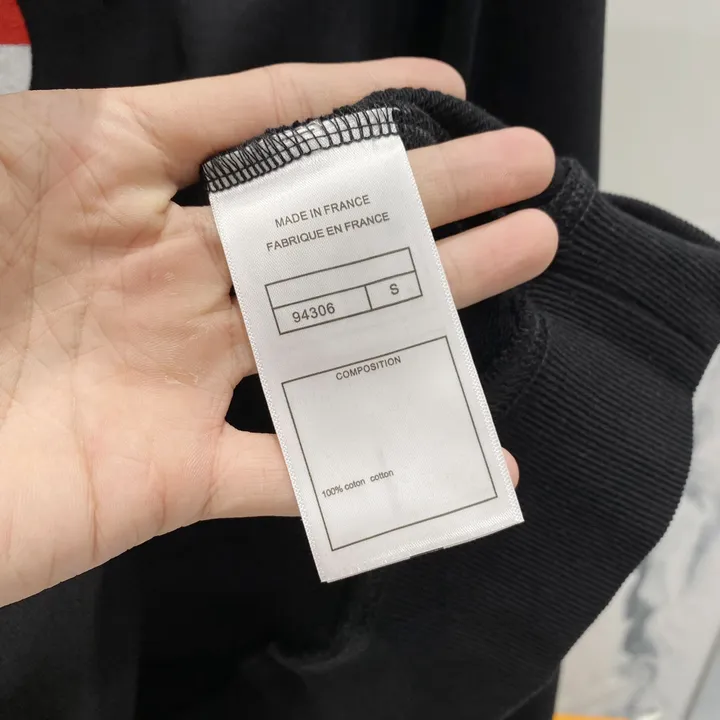 MADE IN FRANCE
FABRIQUE EN FRANCE
94306 S
COMPOSITION
100% coton cotton